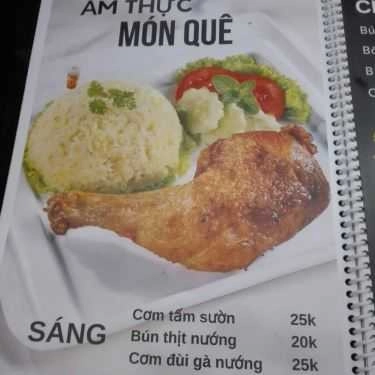 ẨM THỰC
MÓN QUÊ
SÁNG
Cơm tấm sườn 25k
Bún thịt nướng 20k
Cơm đùi gà nướng 25k